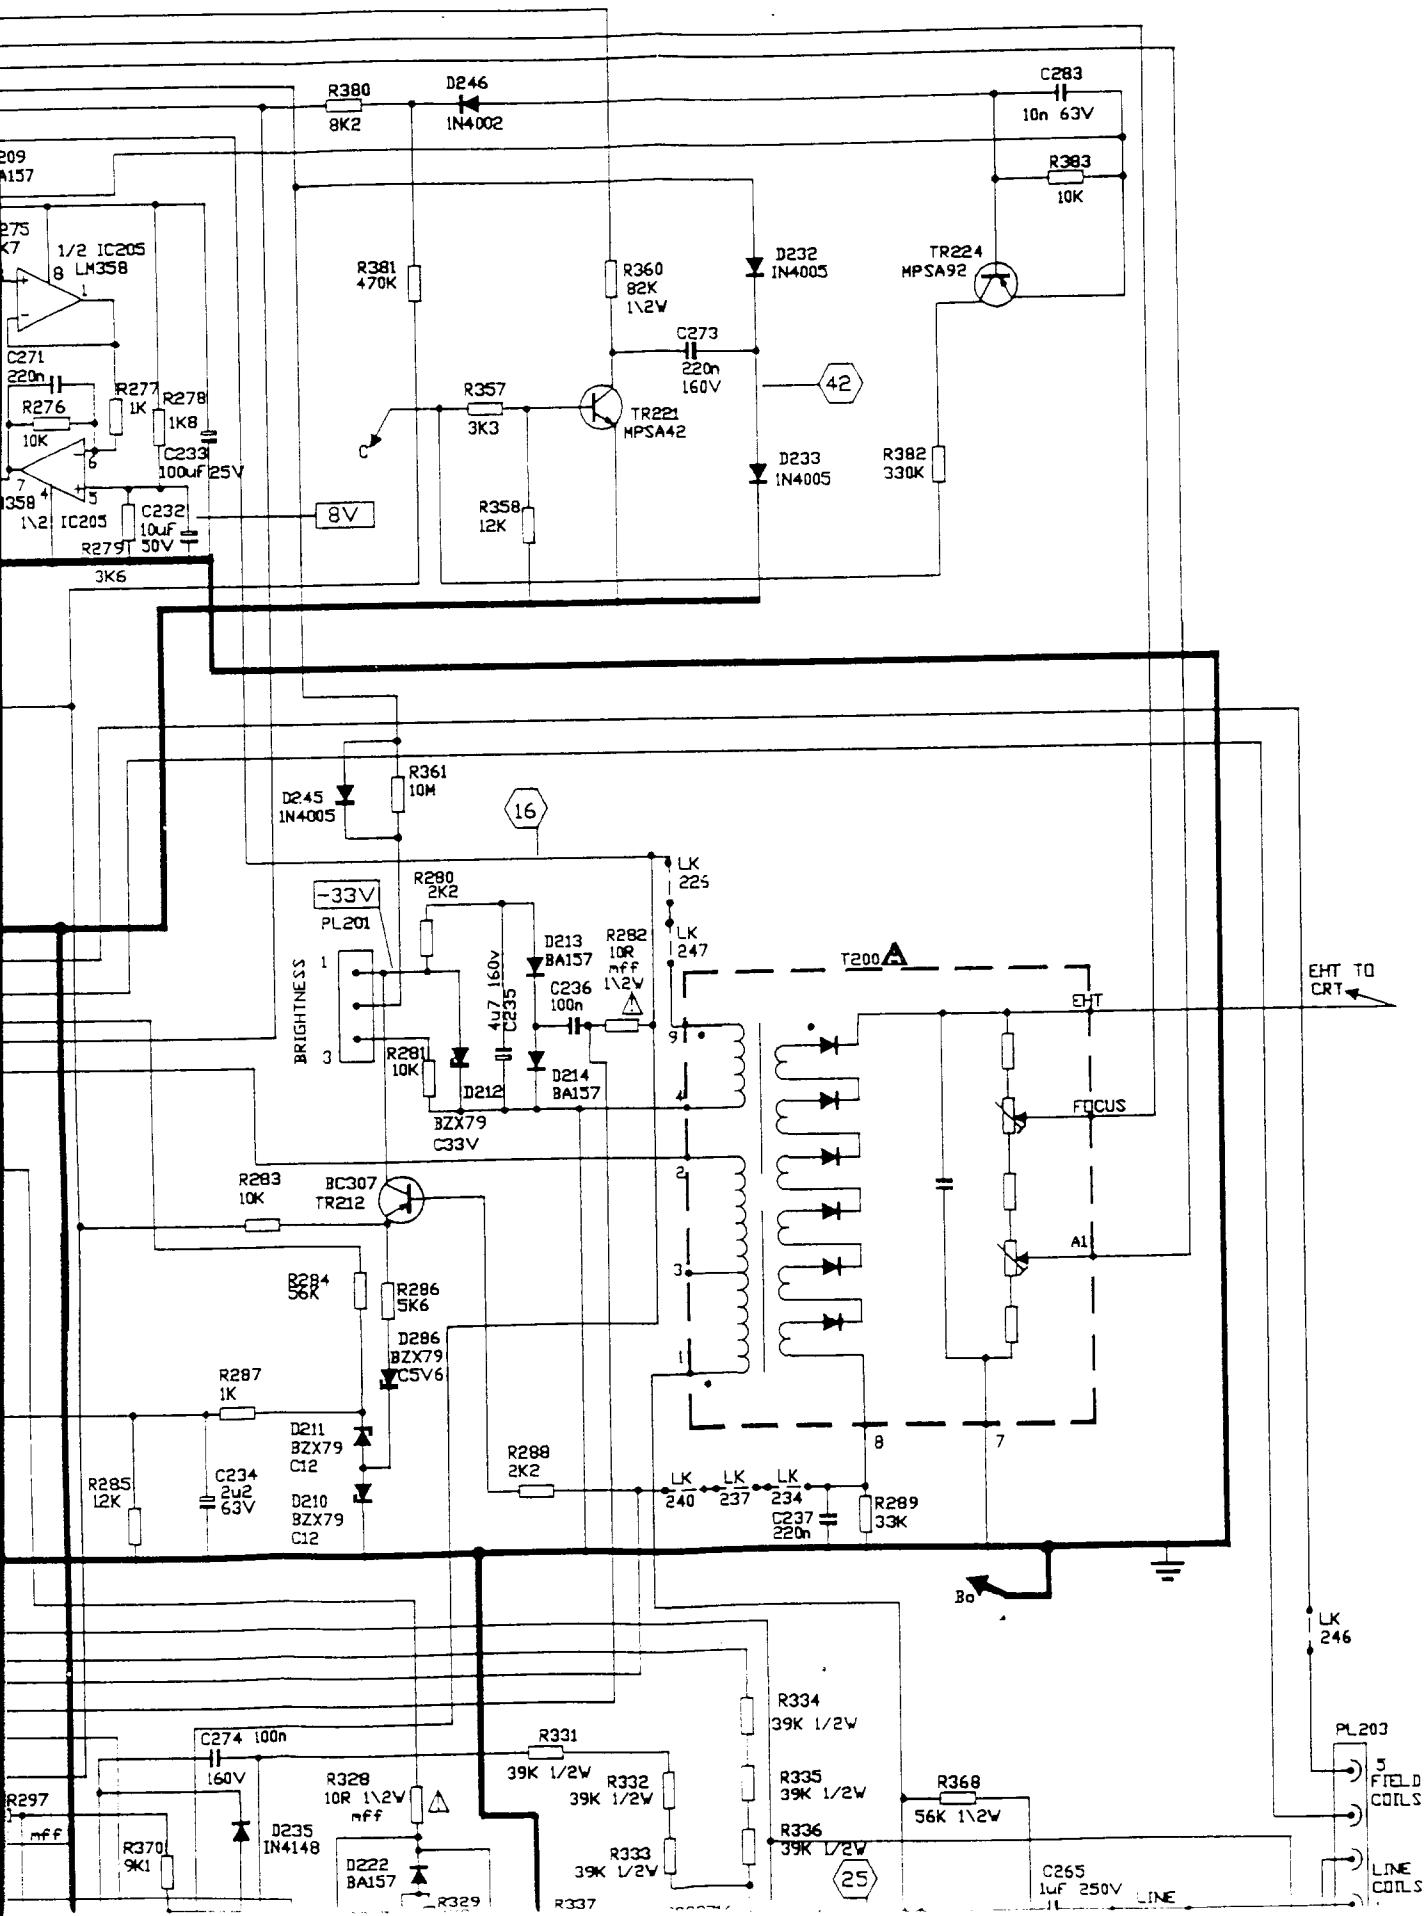 R380
8K2
D246
1N4002
C283
10n 63V
R383
10K
209
A157
275
K7
1/2 IC205
LM358
8
+
-
R381
470K
R360
82K
1\2W
D232
1N4005
TR224
MPSA92
C273
220n
160V
42
C271
220n
R276
10K
R277
1K
R278
1K8
R357
3K3
TR221
MPSA42
C
C233
100uF 25V
7
6
4
5
-
+
358
1\2 IC205
R279
3K6
C232
10uF
50V
8V
R358
12K
D233
1N4005
R382
330K
D245
1N4005
R361
10M
16
LK
225
-33V
PL201
R280
2K2
LK
247
BRIGHTNESS
1
3
4u7 160v
C235
D213
BA157
C236
100n
R282
10R
mff
1\2W
T200
EHT TO
CRT
EHT
9
R281
10K
D212
BZX79
C33V
D214
BA157
4
FOCUS
2
BC307
TR212
R283
10K
A1
3
R284
56K
R286
5K6
D286
BZX79
C5V6
1
R287
1K
D211
BZX79
C12
8
7
R285
12K
C234
2u2
63V
D210
BZX79
C12
R288
2K2
LK
240
LK
237
LK
234
C237
220n
R289
33K
Bo
LK
246
R334
39K 1/2W
PL203
C274 100n
160V
R331
39K 1/2W
5
FIELD
COILS
R297
mff
R328
10R 1\2W
mff
R332
39K 1/2W
R335
39K 1/2W
R368
56K 1\2W
D235
IN4148
R370
9K1
R333
39K 1/2W
R336
39K 1/2W
D222
BA157
25
C265
1uF 250V
LINE
LINE
COILS
R329
R337